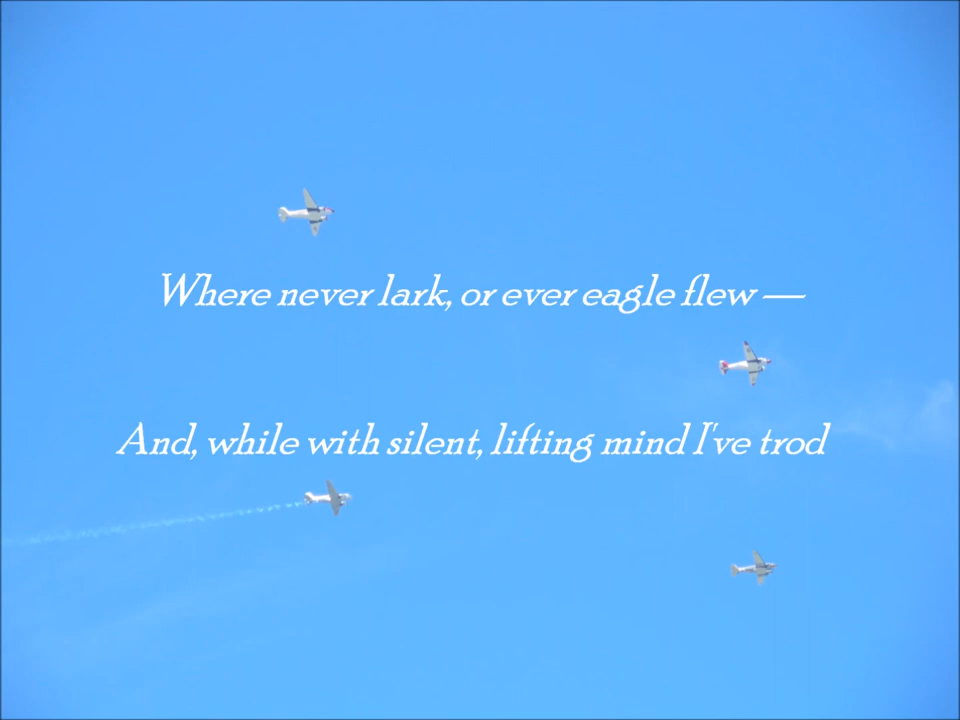 Where never lark, or ever eagle flew —
And, while with silent, lifting mind I've trod